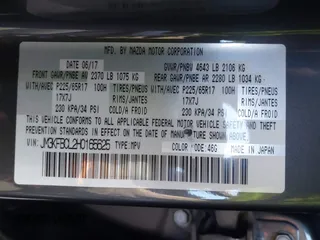 MFD. BY MAZDA MOTOR CORPORATION
DATE 06/17 GVWR/PNBV 4643 LB 2106 KG
FRONT GAWR/PNBE AV 2370 LB 1075 KG REAR GAWR/PNBE AR 2280 LB 1034 KG
WITH/AVEC P225/65R17 100H TIRES/PNEUS WITH/AVEC P225/65R17 100H TIRES/PNEUS
17X7J RIMS/JANTES 17X7J RIMS/JANTES
230 KPA/34 PSI COLD/A FROID 230 KPA/34 PSI COLD/A FROID
THIS VEHICLE CONFORMS TO ALL APPLICABLE FEDERAL MOTOR VEHICLE SAFETY AND THEFT
PREVENTION STANDARDS IN EFFECT ON THE DATE OF MANUFACTURE SHOWN ABOVE.
TYPE:MPV COLOR : 46G MADE IN JAPAN